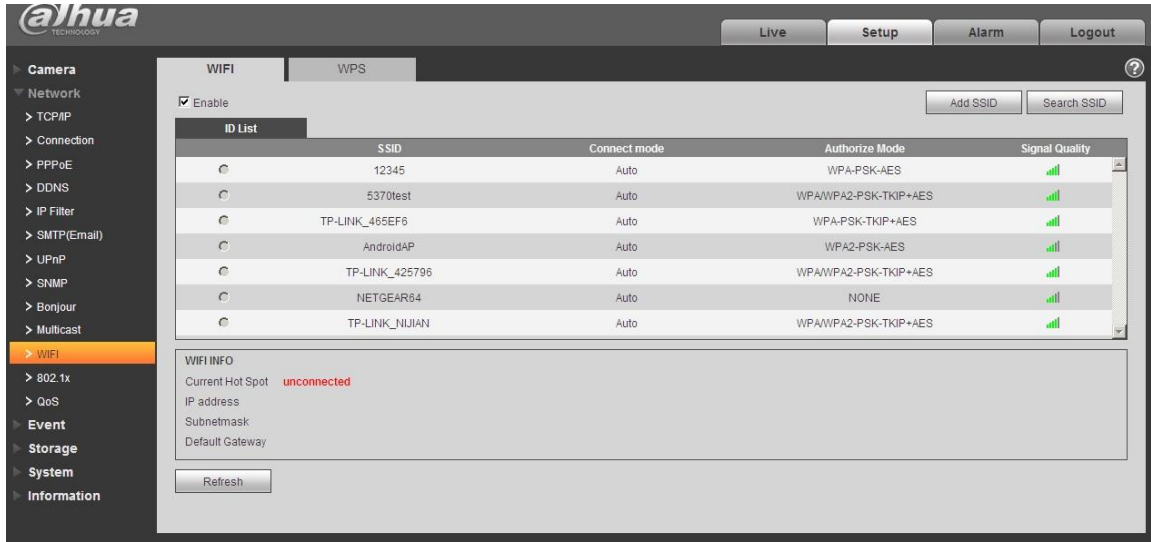 alhua
TECHNOLOGY
Live Setup Alarm Logout
Camera
Network
> TCP/IP
> Connection
> PPPoE
> DDNS
> IP Filter
> SMTP(Email)
> UPnP
> SNMP
> Bonjour
> Multicast
> WIFI
> 802.1x
> QoS
Event
Storage
System
Information
WIFI WPS ?
Enable Add SSID Search SSID
ID List
SSID Connect mode Authorize Mode Signal Quality
12345 Auto WPA-PSK-AES
5370test Auto WPA/WPA2-PSK-TKIP+AES
TP-LINK_465EF6 Auto WPA-PSK-TKIP+AES
AndroidAP Auto WPA2-PSK-AES
TP-LINK_425796 Auto WPA/WPA2-PSK-TKIP+AES
NETGEAR64 Auto NONE
TP-LINK_NIJIAN Auto WPA/WPA2-PSK-TKIP+AES
WIFI INFO
Current Hot Spot unconnected
IP address
Subnetmask
Default Gateway
Refresh